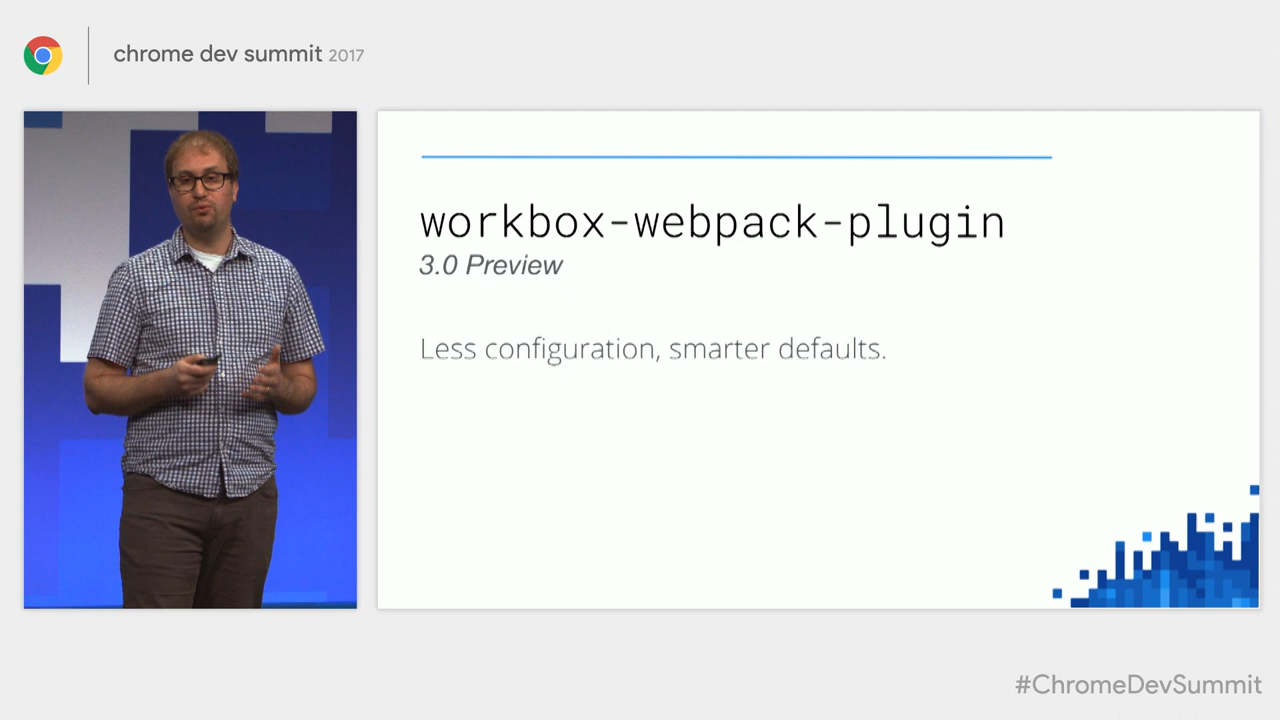 chrome dev summit 2017
workbox-webpack-plugin
3.0 Preview
Less configuration, smarter defaults.
#ChromeDevSummit